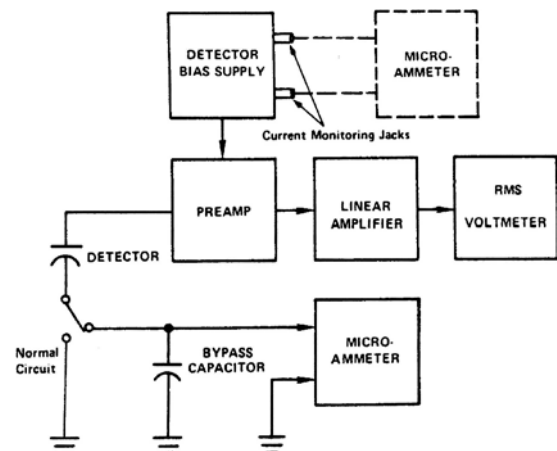 DETECTOR
BIAS SUPPLY
MICRO-
AMMETER
Current Monitoring Jacks
PREAMP
LINEAR
AMPLIFIER
RMS
VOLTMETER
DETECTOR
Normal
Circuit
BYPASS
CAPACITOR
MICRO-
AMMETER